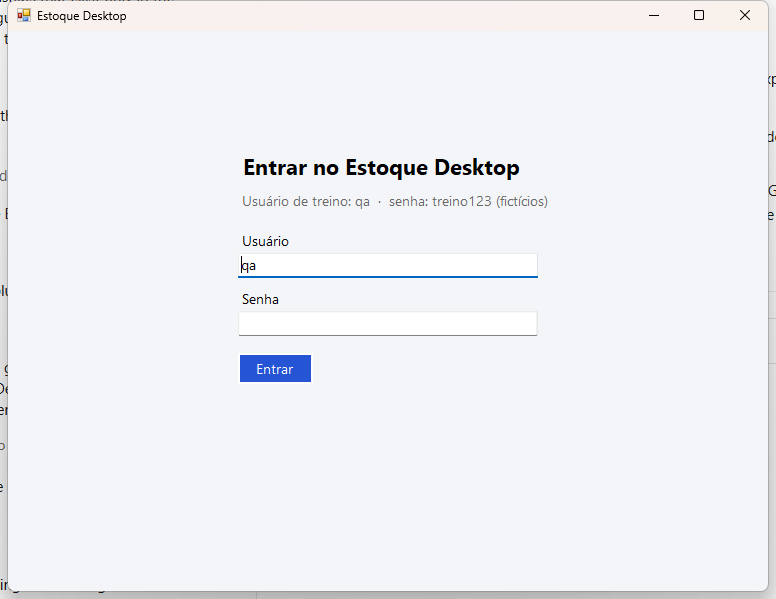 Estoque Desktop
Entrar no Estoque Desktop
Usuário de treino: qa · senha: treino123 (fictícios)
Usuário
qa
Senha
Entrar